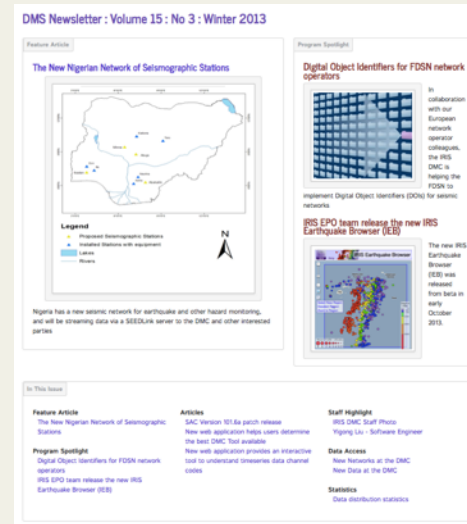 DMS Newsletter : Volume 15 : No 3 : Winter 2013
Feature Article
The New Nigerian Network of Seismographic Stations
Legend
Proposed Seismographic Stations
Installed Stations with equipment
Lakes
Rivers
N
Nigeria has a new seismic network for earthquake and other hazard monitoring,
and will be streaming data via a SEEDLink server to the DMC and other interested
parties
Program Spotlight
Digital Object Identifiers for FDSN network
operators
In
collaboration
with our
European
network
operator
colleagues,
the IRIS
DMC is
helping the
FDSN to
implement Digital Object Identifiers (DOIs) for seismic
networks
IRIS EPO team release the new IRIS
Earthquake Browser (IEB)
IRIS Earthquake Browser
The new IRIS
Earthquake
Browser
(IEB) was
released
from beta in
early
October
2013.
In This Issue
Feature Article
The New Nigerian Network of Seismographic
Stations
Program Spotlight
Digital Object Identifiers for FDSN network
operators
IRIS EPO team release the new IRIS
Earthquake Browser (IEB)
Articles
SAC Version 101.6a patch release
New web application helps users determine
the best DMC Tool available
New web application provides an interactive
tool to understand timeseries data channel
codes
Staff Highlight
IRIS DMC Staff Photo
Yigong Liu - Software Engineer
Data Access
New Networks at the DMC
New Data at the DMC
Statistics
Data distribution statistics